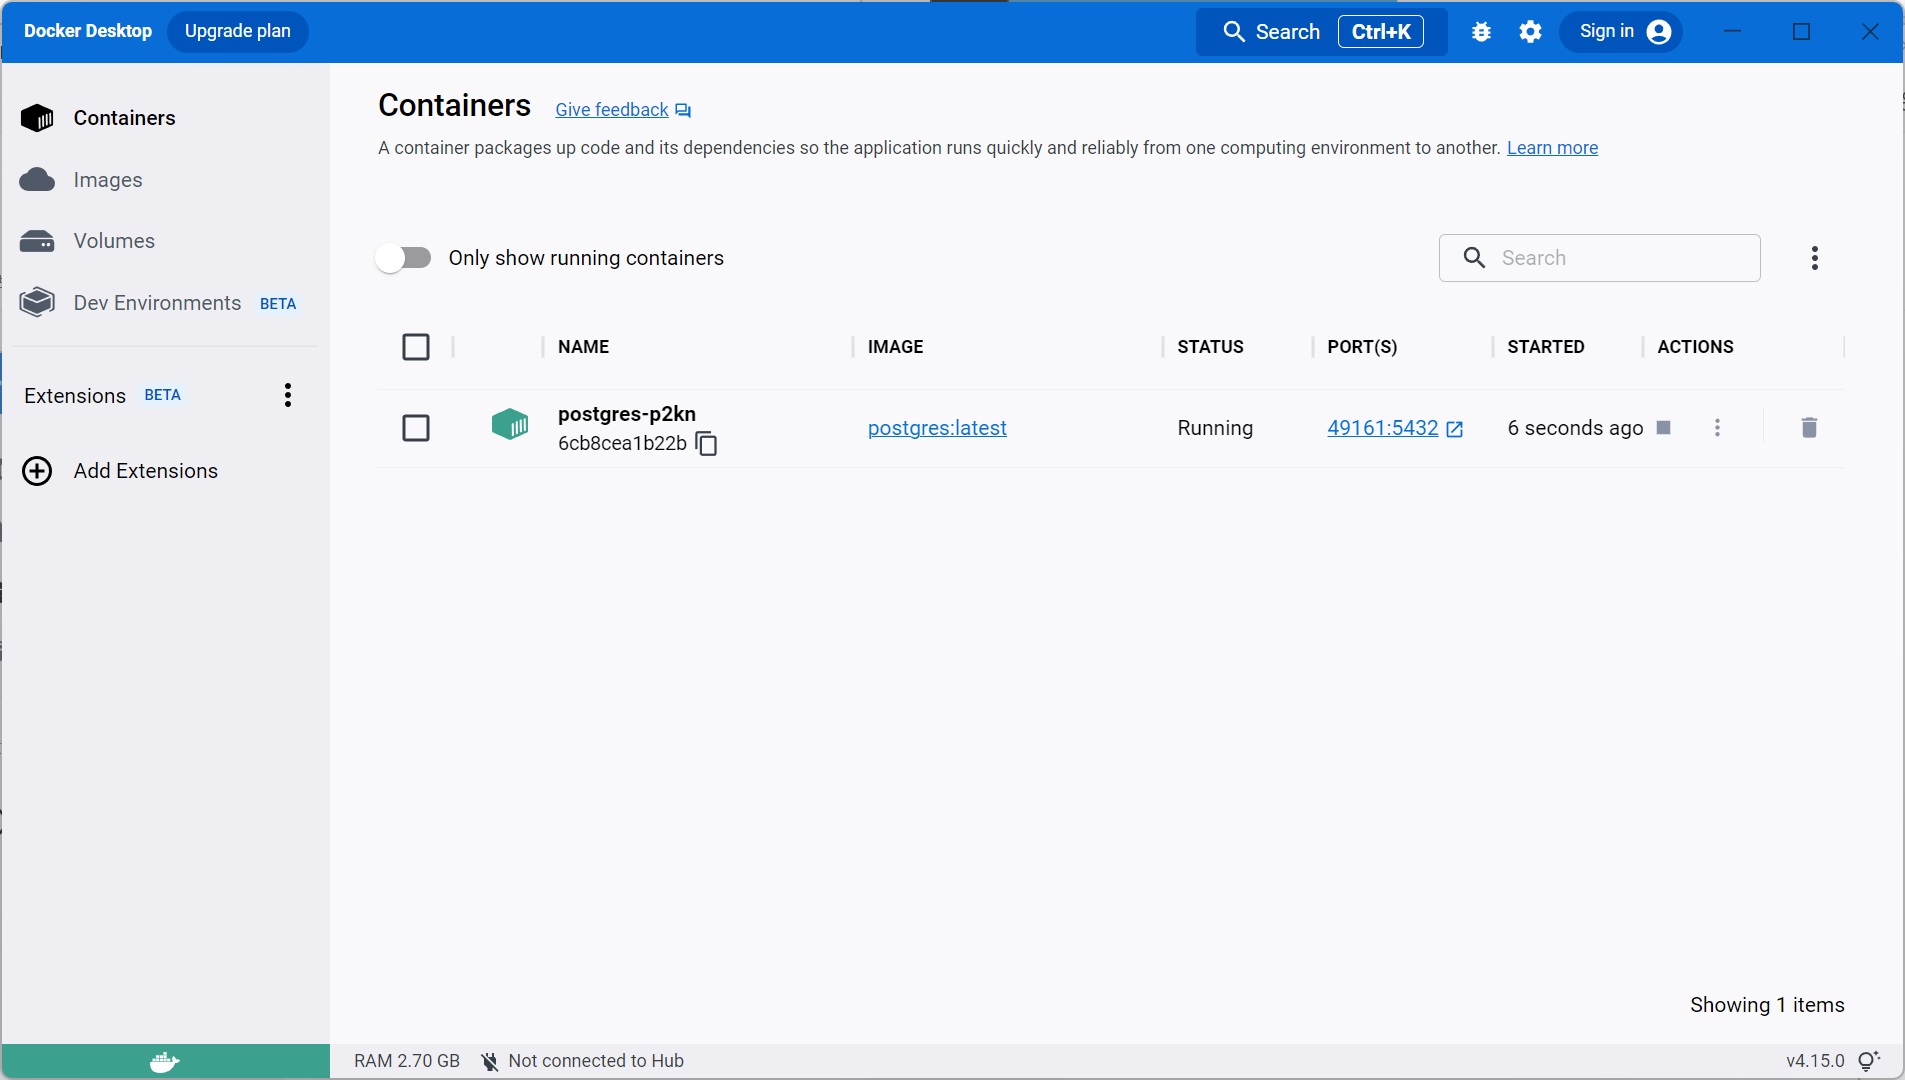 Docker Desktop Upgrade plan Search Ctrl+K Sign in
Containers
Images
Volumes
Dev Environments BETA
Extensions BETA
Add Extensions
Containers Give feedback
A container packages up code and its dependencies so the application runs quickly and reliably from one computing environment to another. Learn more
Only show running containers Search
NAME IMAGE STATUS PORT(S) STARTED ACTIONS
postgres-p2kn
6cb8cea1b22b postgres:latest Running 49161:5432 6 seconds ago
Showing 1 items
RAM 2.70 GB Not connected to Hub v4.15.0